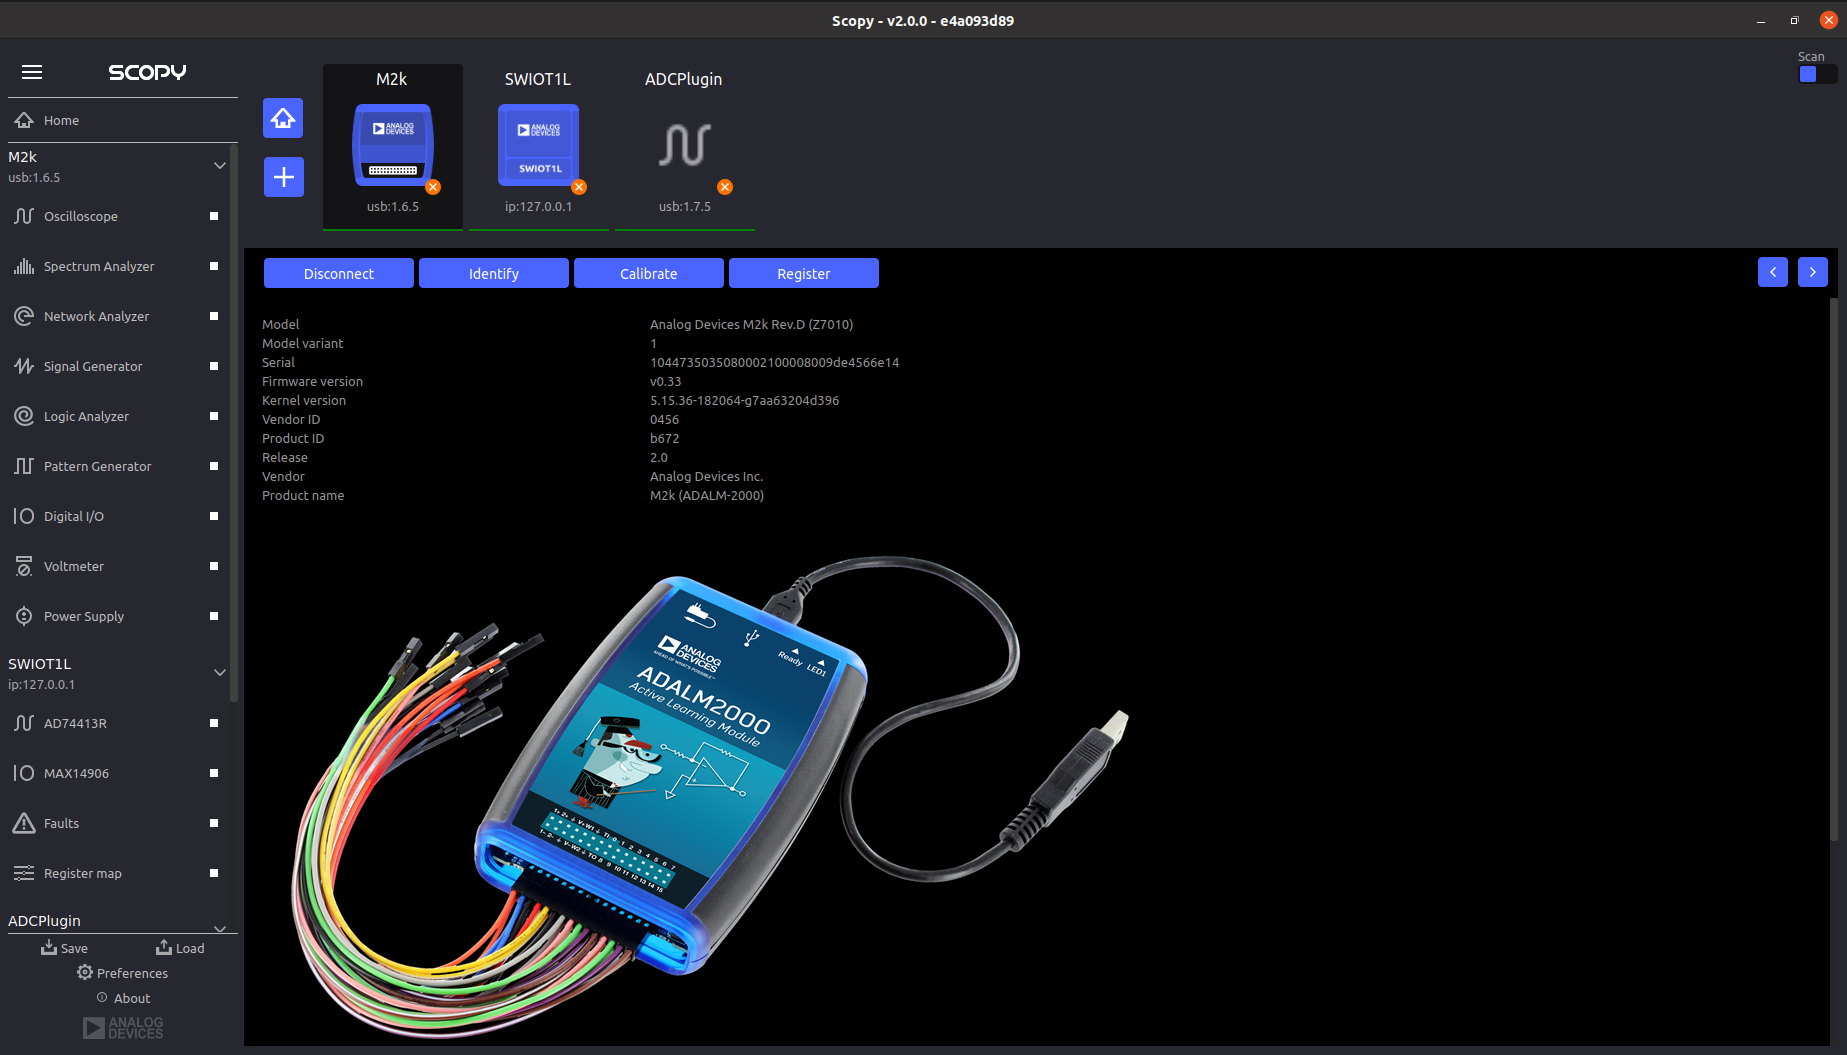 Scopy - v2.0.0 - e4a093d89
SCOPY
Home
M2k
usb:1.6.5
Oscilloscope
Spectrum Analyzer
Network Analyzer
Signal Generator
Logic Analyzer
Pattern Generator
Digital I/O
Voltmeter
Power Supply
SWIOT1L
ip:127.0.0.1
AD74413R
MAX14906
Faults
Register map
ADCPlugin
Save Load
Preferences
About
ANALOG
DEVICES
M2k SWIOT1L ADCPlugin
ANALOG
DEVICES
ANALOG
DEVICES
SWIOT1L
usb:1.6.5 ip:127.0.0.1 usb:1.7.5
Scan
Disconnect Identify Calibrate Register
Model Analog Devices M2k Rev.D (Z7010)
Model variant 1
Serial 1044735035080002100008009de4566e14
Firmware version v0.33
Kernel version 5.15.36-182064-g7aa63204d396
Vendor ID 0456
Product ID b672
Release 2.0
Vendor Analog Devices Inc.
Product name M2k (ADALM-2000)
Ready LED1
ANALOG
DEVICES
AHEAD OF WHAT'S POSSIBLE™
ADALM2000
Active Learning Module